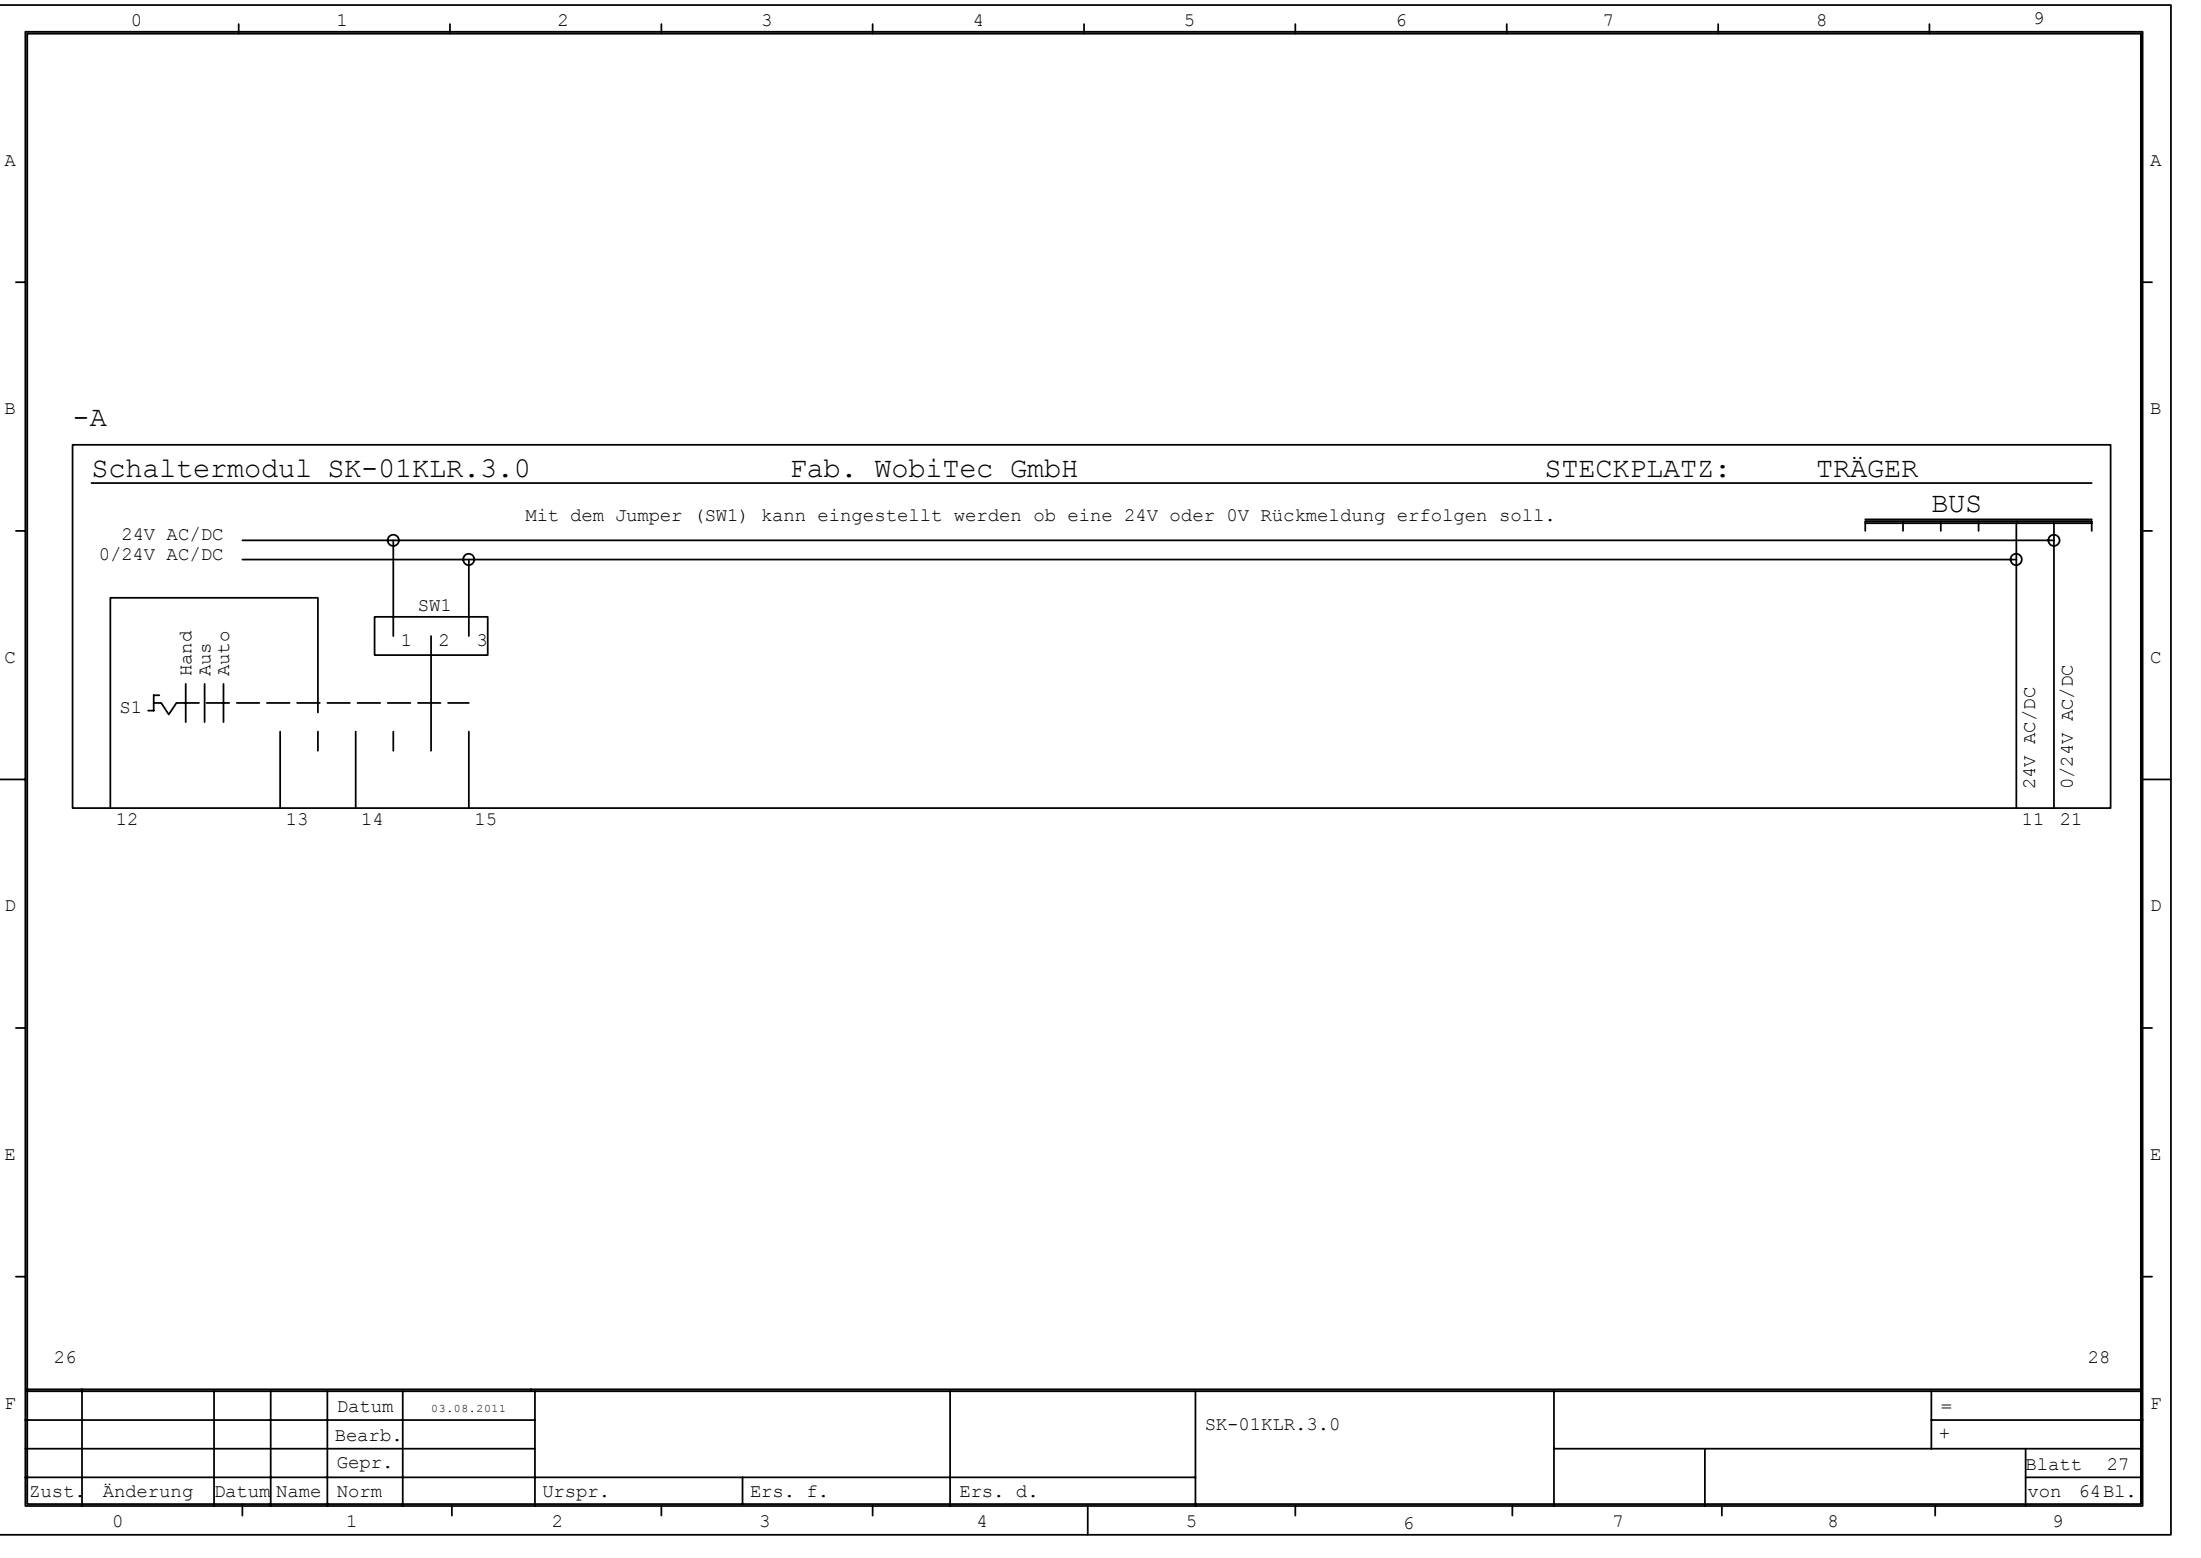 0 1 2 3 4 5 6 7 8 9
A A
B B
-A
Schaltermodul SK-01KLR.3.0 Fab. WobiTec GmbH STECKPLATZ: TRÄGER
BUS
Mit dem Jumper (SW1) kann eingestellt werden ob eine 24V oder 0V Rückmeldung erfolgen soll.
24V AC/DC
0/24V AC/DC
SW1
1 2 3
Hand
Aus
Auto
C C
S1
24V AC/DC
0/24V AC/DC
12 13 14 15 11 21
D D
E E
26 28
F F
Datum 03.08.2011
SK-01KLR.3.0
=
Bearb.
+
Gepr.
Blatt 27
Zust. Änderung Datum Name Norm Urspr. Ers. f. Ers. d.
von 64Bl.
0 1 2 3 4 5 6 7 8 9